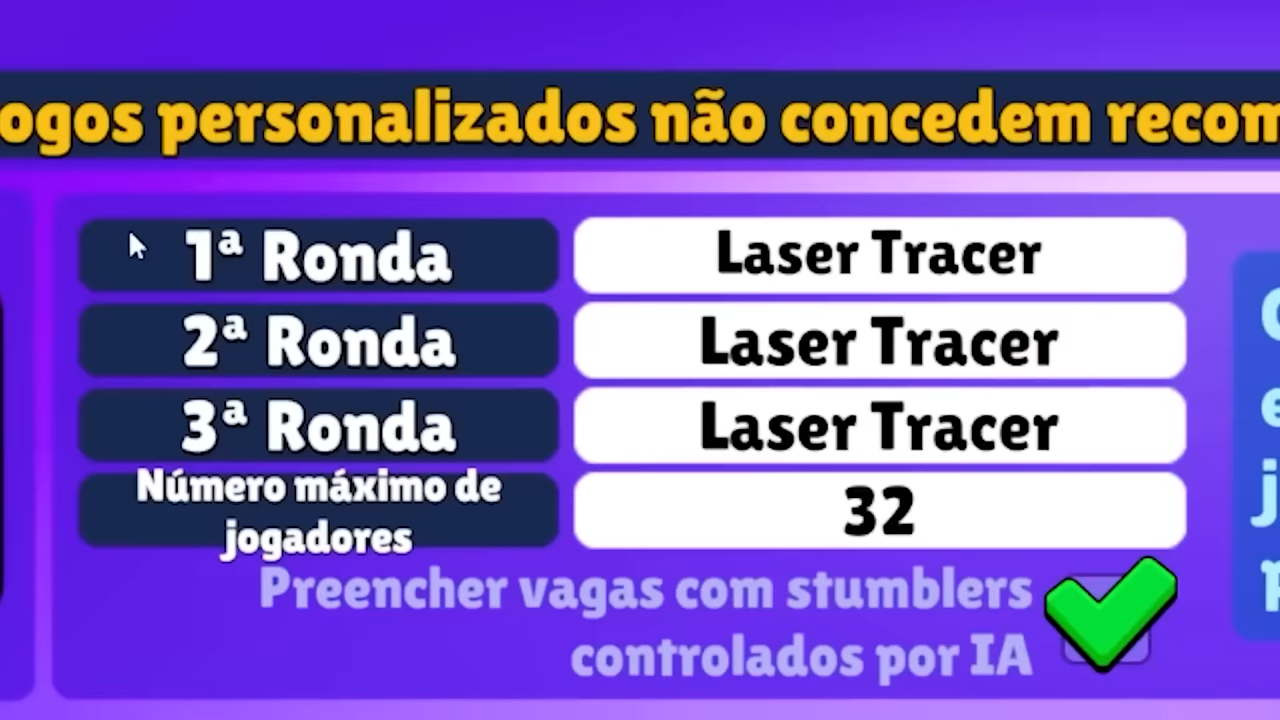 ogos personalizados não concedem recom
1ª Ronda
Laser Tracer
2ª Ronda
Laser Tracer
3ª Ronda
Laser Tracer
Número máximo de
jogadores
32
Preencher vagas com stumblers
controlados por IA